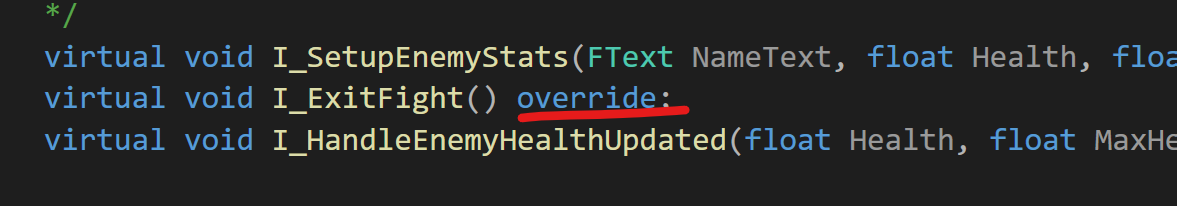 */
virtual void I_SetupEnemyStats(FText NameText, float Health, floa
virtual void I_ExitFight() override;
virtual void I_HandleEnemyHealthUpdated(float Health, float MaxHe